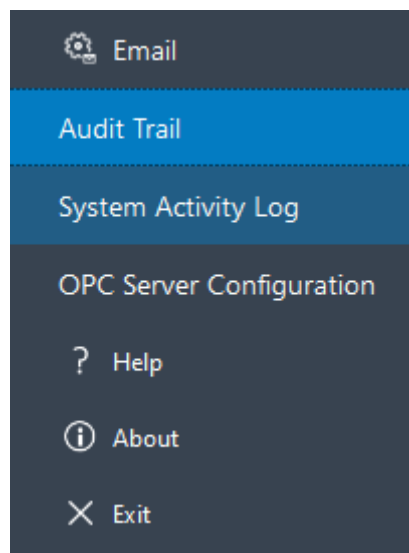 Email
Audit Trail
System Activity Log
OPC Server Configuration
? Help
About
Exit